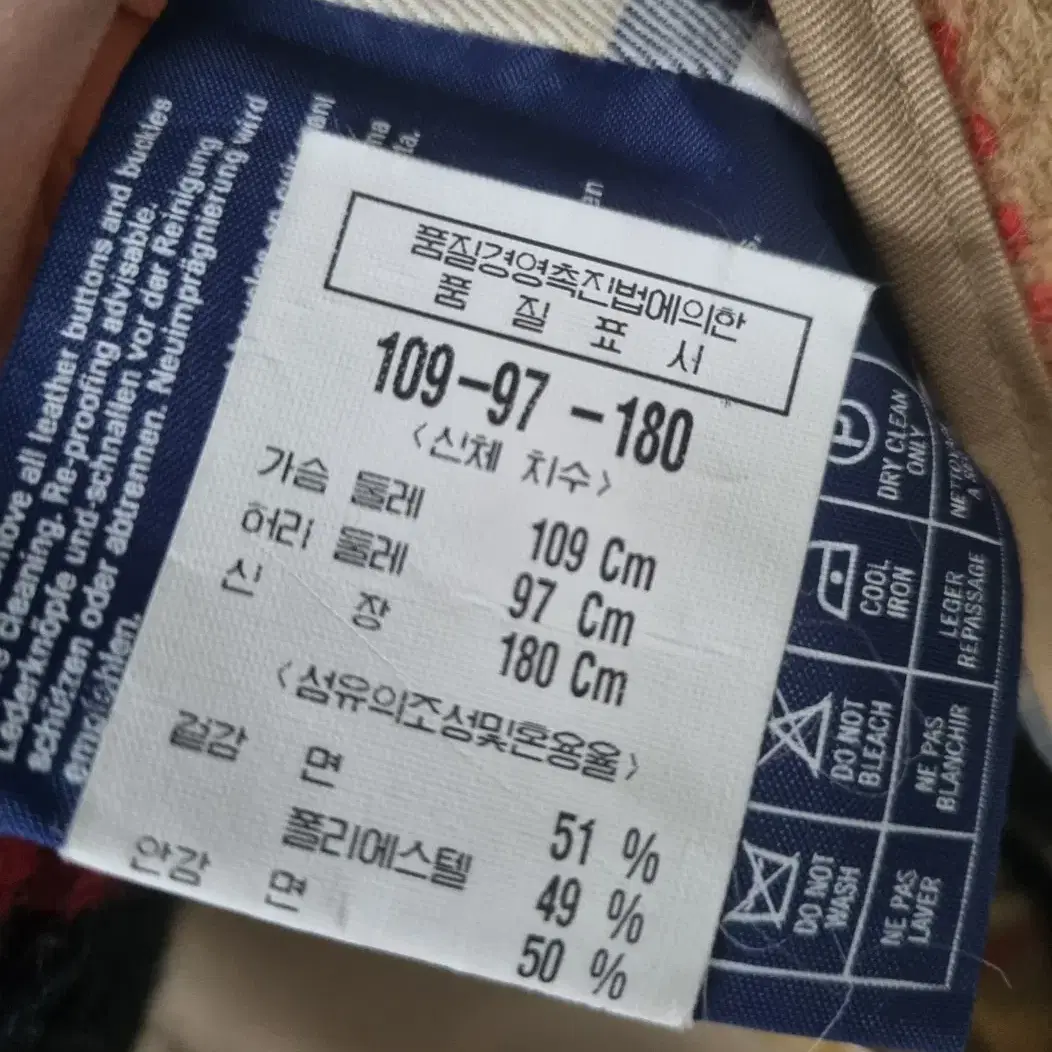 품질경영촉진법에의한
품 질 표 서
109-97-180
<신체 치수>
가슴 둘레 109 Cm
허리 둘레 97 Cm
신 장 180 Cm
<섬유의조성및혼용율>
겉감 면 51 %
폴리에스텔 49 %
안감 면 50 %
all leather buttons and buckles
cleaning. Re-proofing advisable.
Lederknöpfe und-schnallen vor der Reinigung
schützen oder abtrennen. Neuimprägnierung wird
DRY CLEAN
ONLY
COOL
IRON
LEGER
REPASSAGE
DO NOT
BLEACH
NE PAS
BLANCHIR
DO NOT
WASH
NE PAS
LAVER